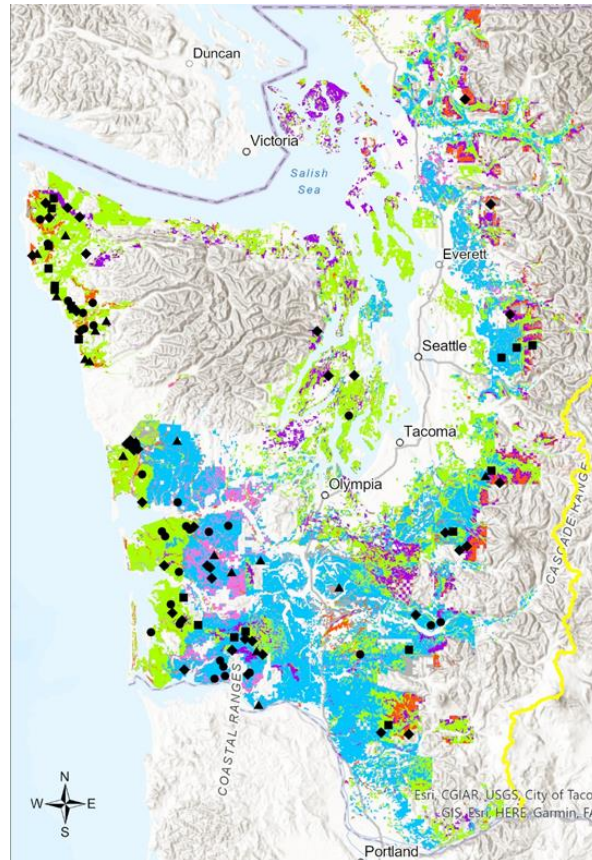 Duncan
Victoria
Salish
Sea
Everett
Seattle
Tacoma
Olympia
CASCADE RANGE
COASTAL RANGES
N
W E
S
Esri, CGIAR, USGS, City of Taco
GIS, Esri, HERE, Garmin, FA
Portland